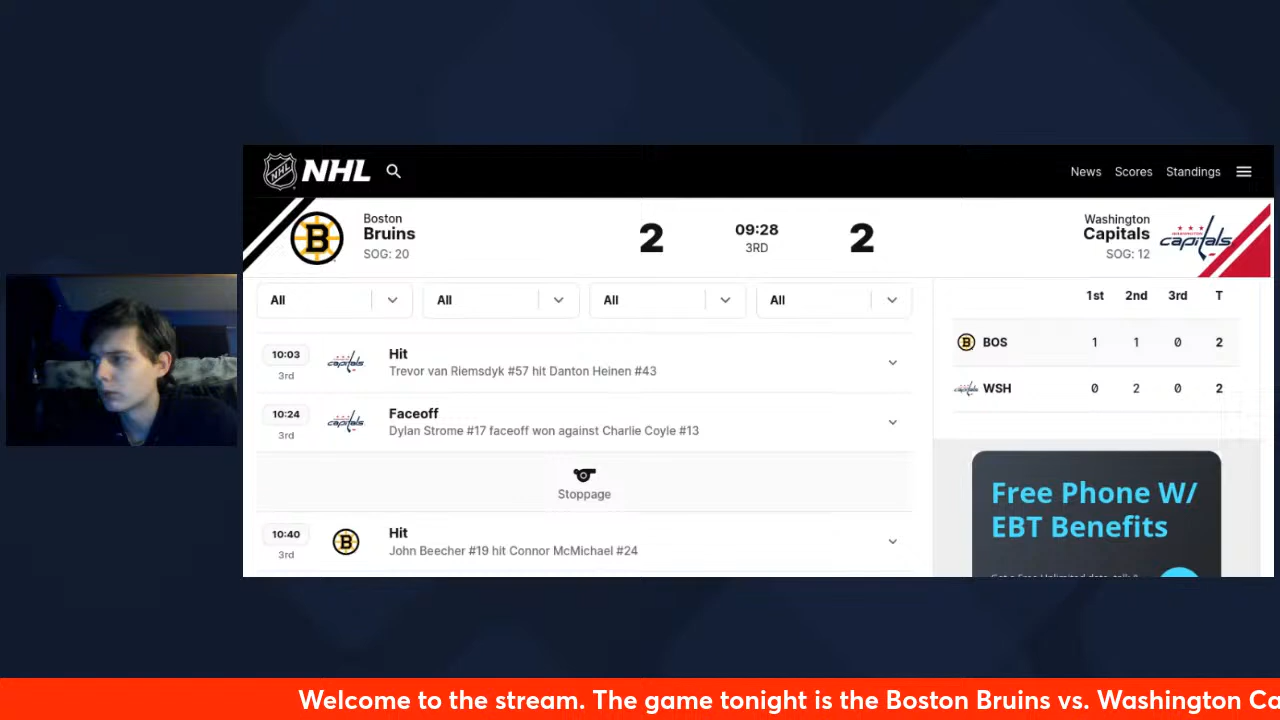 NHL
News Scores Standings
Boston
Bruins
SOG: 20
2
09:28
3RD
2
Washington
Capitals
SOG: 12
capitals
All All All All
10:03
3rd
capitals
Hit
Trevor van Riemsdyk #57 hit Danton Heinen #43
10:24
3rd
capitals
Faceoff
Dylan Strome #17 faceoff won against Charlie Coyle #13
Stoppage
10:40
3rd
B
Hit
John Beecher #19 hit Connor McMichael #24
1st 2nd 3rd T
BOS 1 1 0 2
WSH 0 2 0 2
Free Phone W/
EBT Benefits
Welcome to the stream. The game tonight is the Boston Bruins vs. Washington